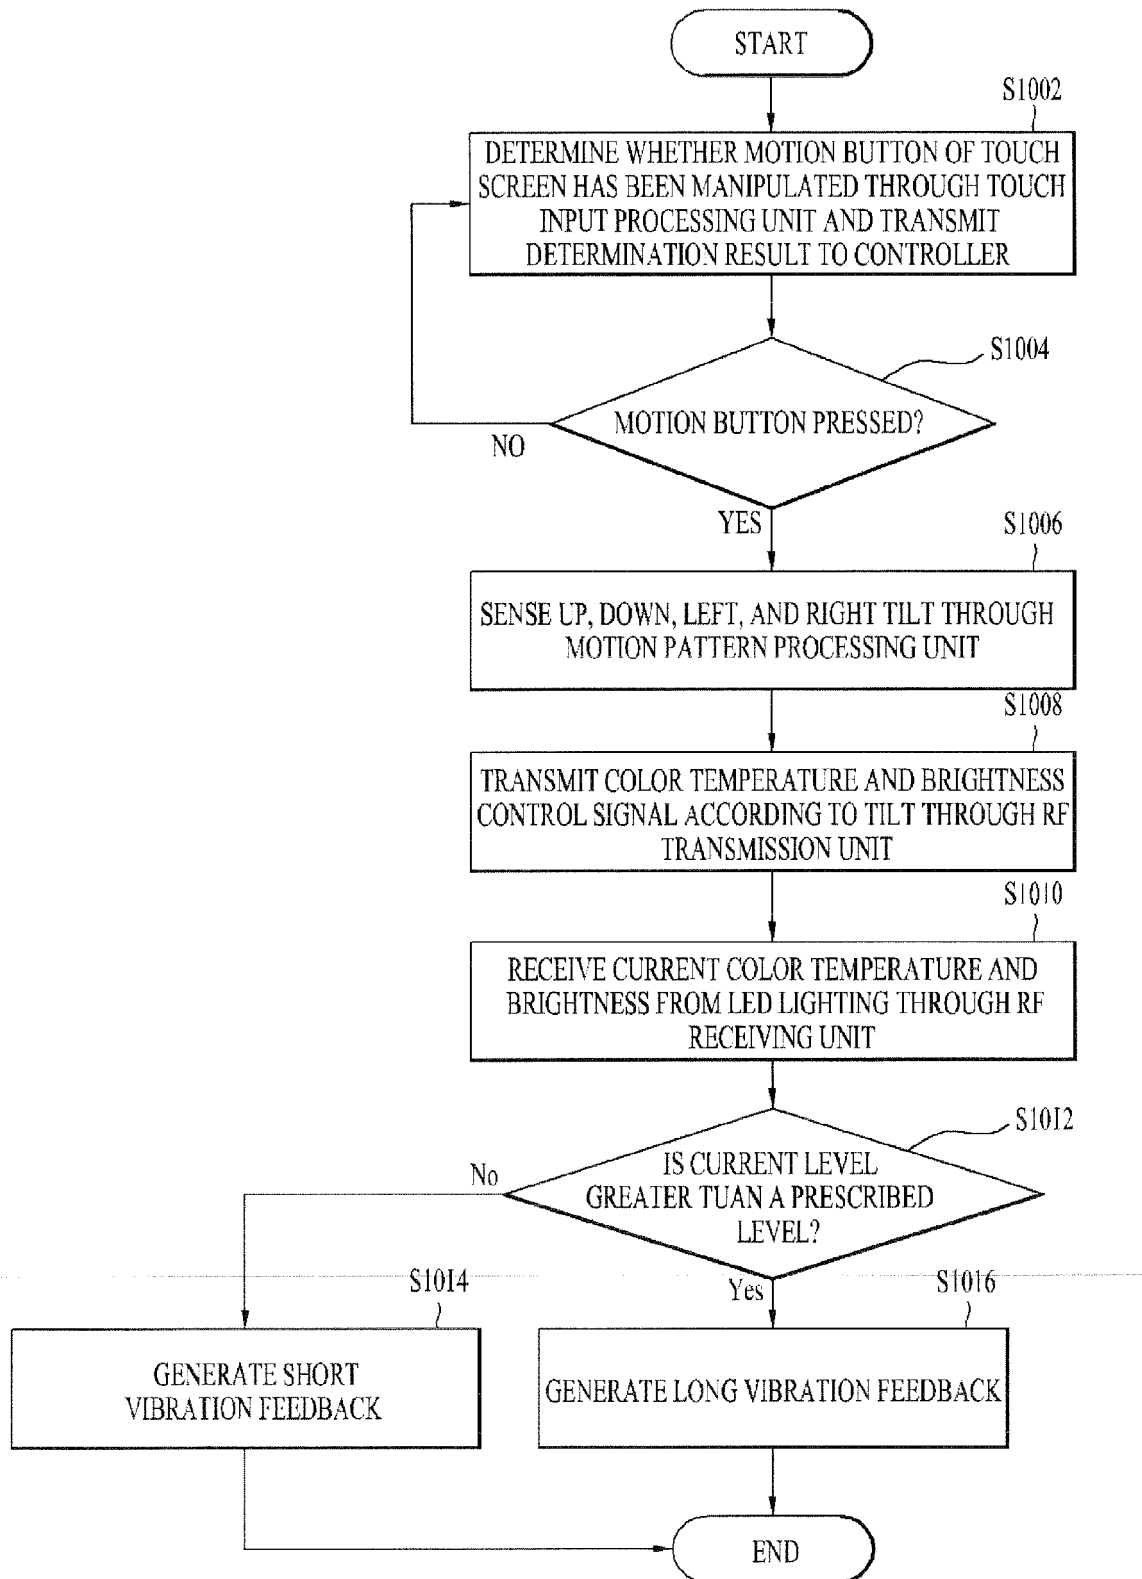 START
S1002
DETERMINE WHETHER MOTION BUTTON OF TOUCH
SCREEN HAS BEEN MANIPULATED THROUGH TOUCH
INPUT PROCESSING UNIT AND TRANSMIT
DETERMINATION RESULT TO CONTROLLER
S1004
MOTION BUTTON PRESSED?
NO
YES
S1006
SENSE UP, DOWN, LEFT, AND RIGHT TILT THROUGH
MOTION PATTERN PROCESSING UNIT
S1008
TRANSMIT COLOR TEMPERATURE AND BRIGHTNESS
CONTROL SIGNAL ACCORDING TO TILT THROUGH RF
TRANSMISSION UNIT
S1010
RECEIVE CURRENT COLOR TEMPERATURE AND
BRIGHTNESS FROM LED LIGHTING THROUGH RF
RECEIVING UNIT
S1012
IS CURRENT LEVEL
GREATER TUAN A PRESCRIBED
LEVEL?
No
Yes
S1014
GENERATE SHORT
VIBRATION FEEDBACK
S1016
GENERATE LONG VIBRATION FEEDBACK
END